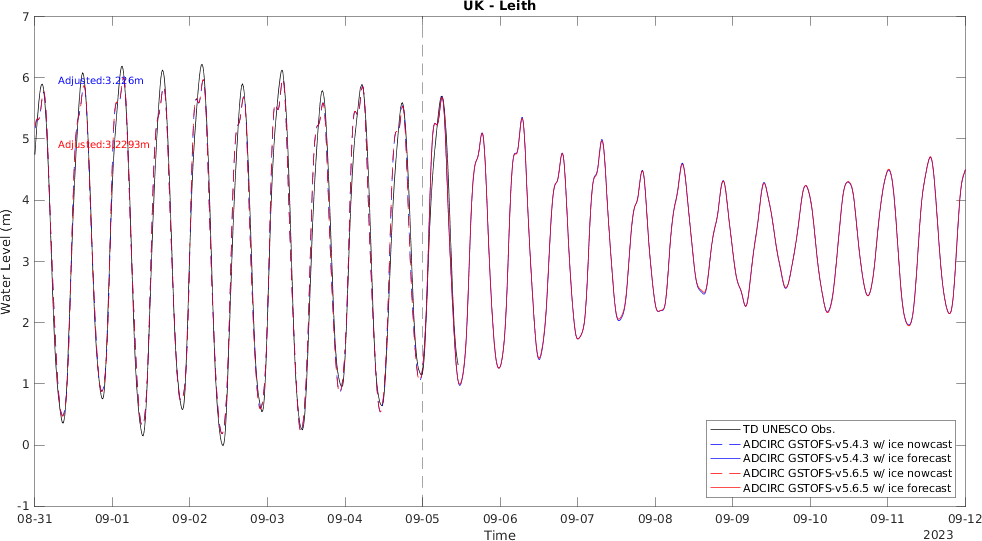 UK - Leith
7
6
5
4
3
2
1
0
-1
Water Level (m)
Adjusted:3.226m
Adjusted:3.2293m
TD UNESCO Obs.
ADCIRC GSTOFS-v5.4.3 w/ ice nowcast
ADCIRC GSTOFS-v5.4.3 w/ ice forecast
ADCIRC GSTOFS-v5.6.5 w/ ice nowcast
ADCIRC GSTOFS-v5.6.5 w/ ice forecast
08-31 09-01 09-02 09-03 09-04 09-05 09-06 09-07 09-08 09-09 09-10 09-11 09-12
Time
2023